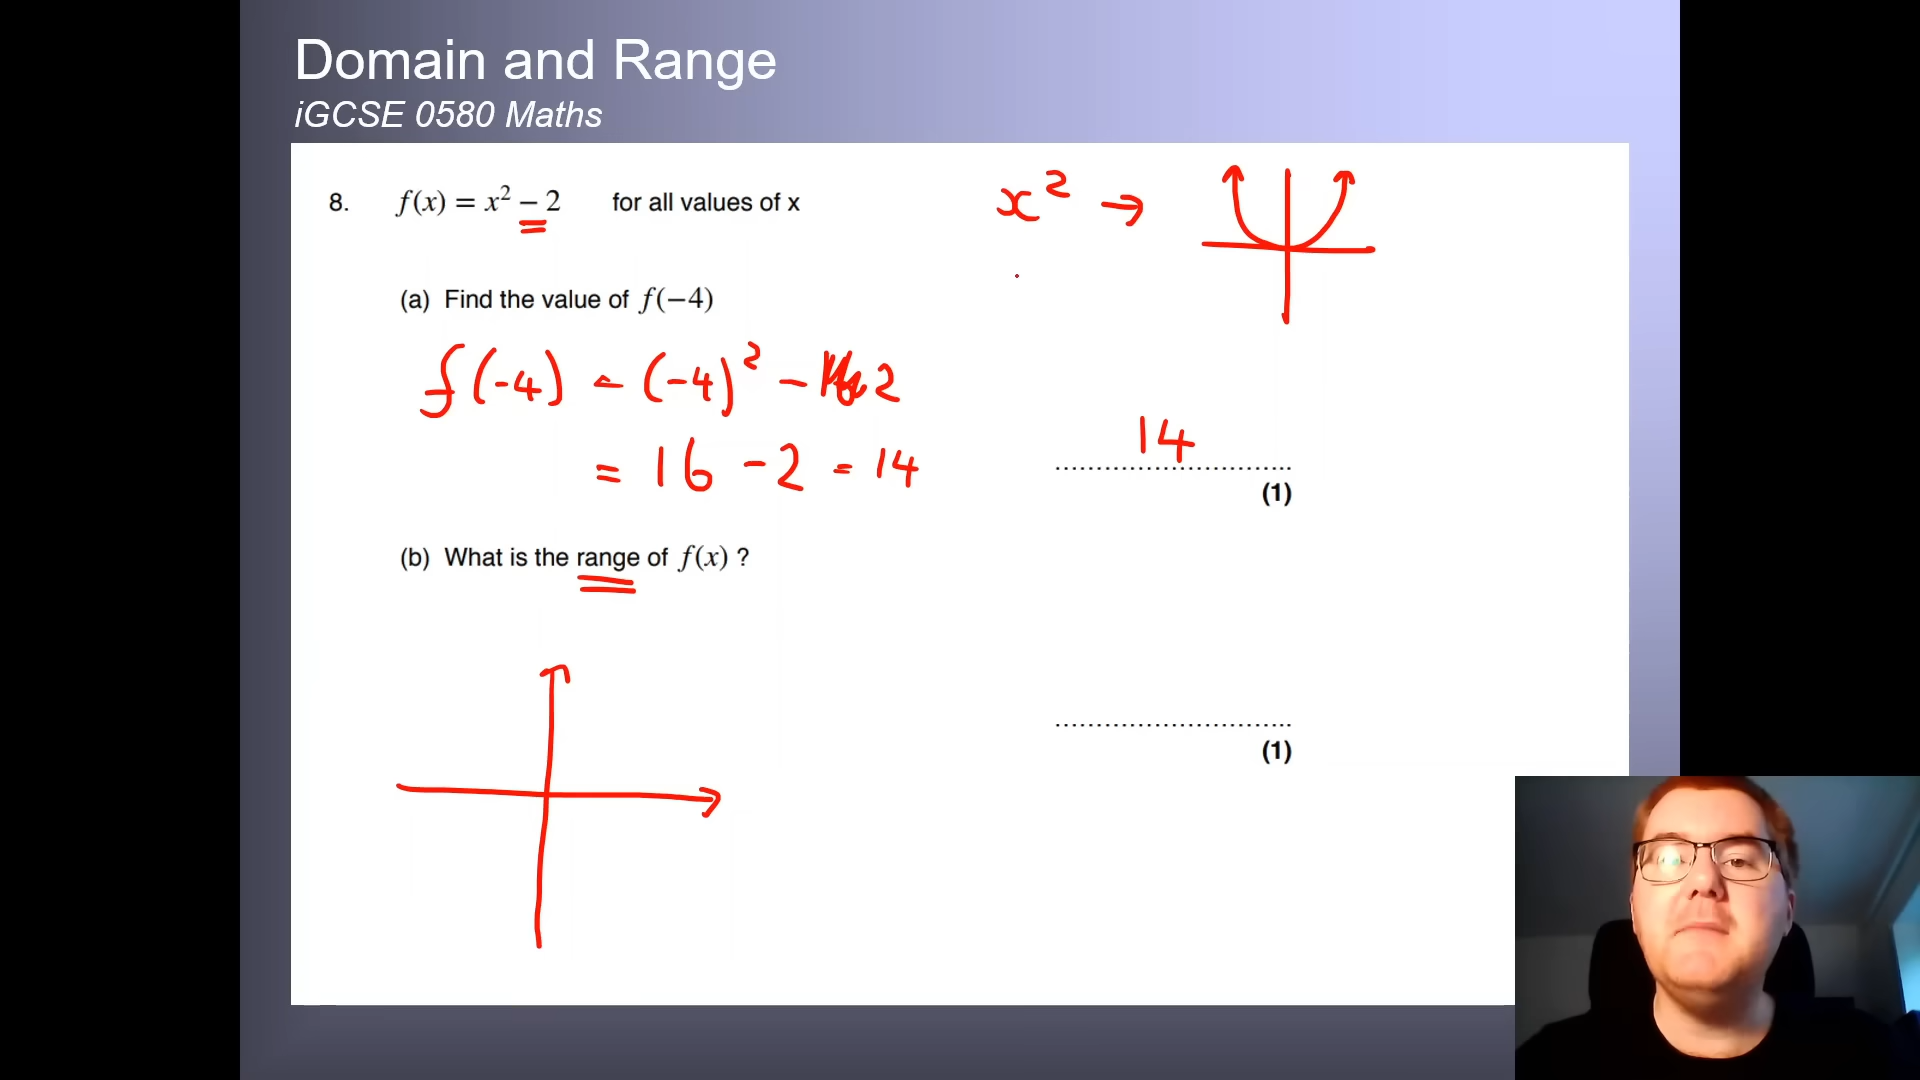 Domain and Range
iGCSE 0580 Maths
8. f(x) = x² − 2 for all values of x
x² →
(a) Find the value of f(−4)
f(-4) = (-4)² - 2
= 16 - 2 = 14
14
(1)
(b) What is the range of f(x) ?
(1)